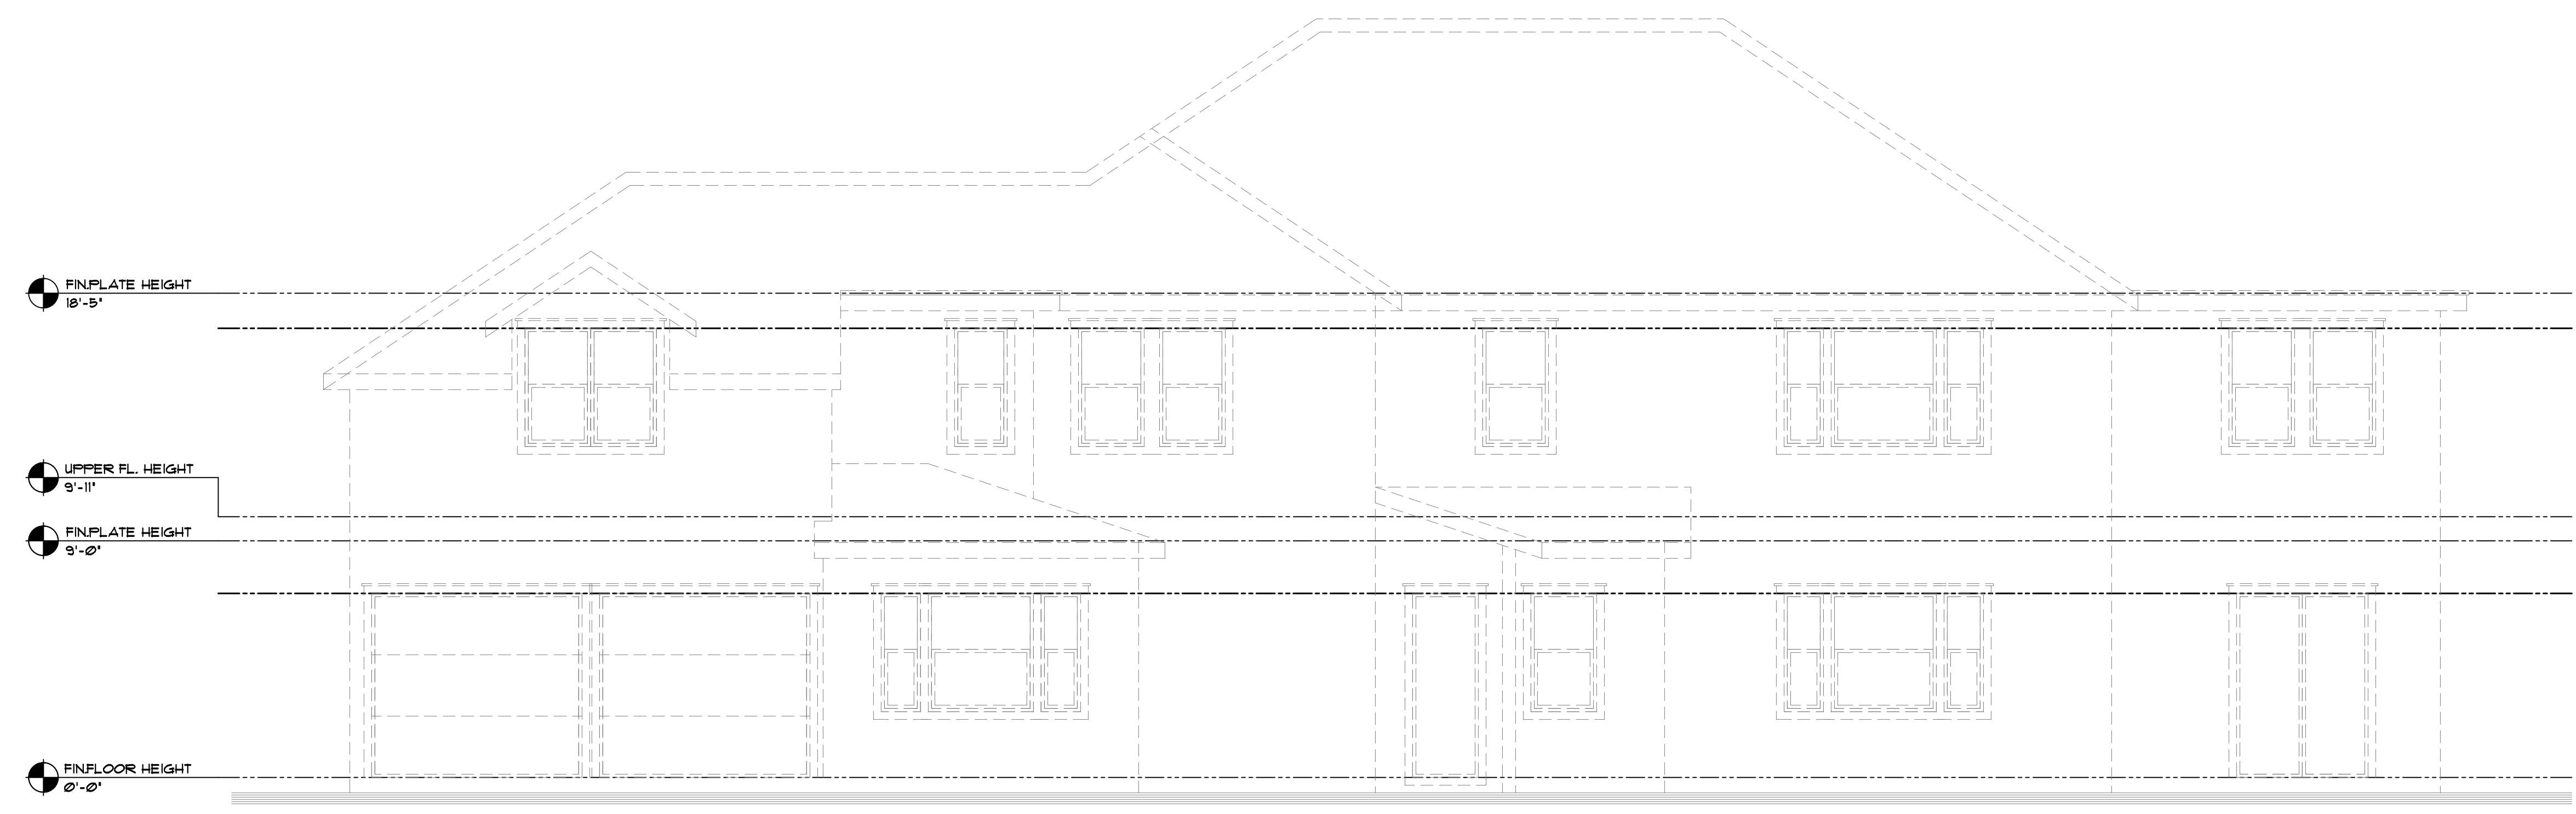 FIN.PLATE HEIGHT
18'-5"
UPPER FL. HEIGHT
9'-11"
FIN.PLATE HEIGHT
9'-0"
FIN.FLOOR HEIGHT
0'-0"